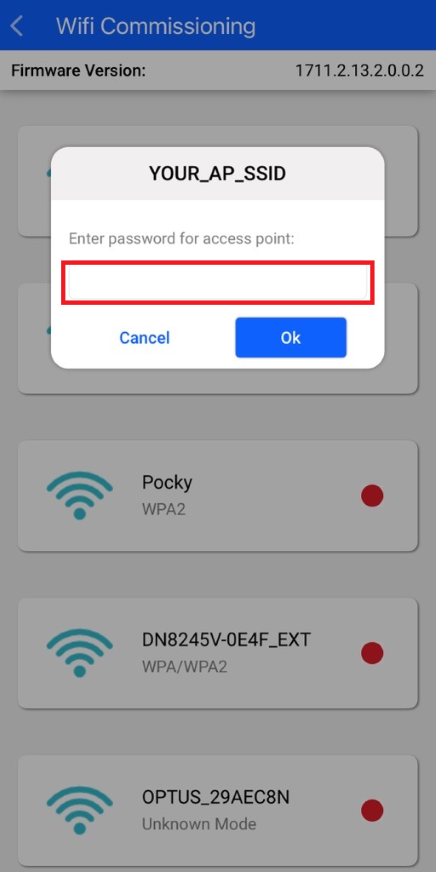 Wifi Commissioning
Firmware Version: 1711.2.13.2.0.0.2
YOUR_AP_SSID
Enter password for access point:
Cancel Ok
Pocky
WPA2
DN8245V-0E4F_EXT
WPA/WPA2
OPTUS_29AEC8N
Unknown Mode